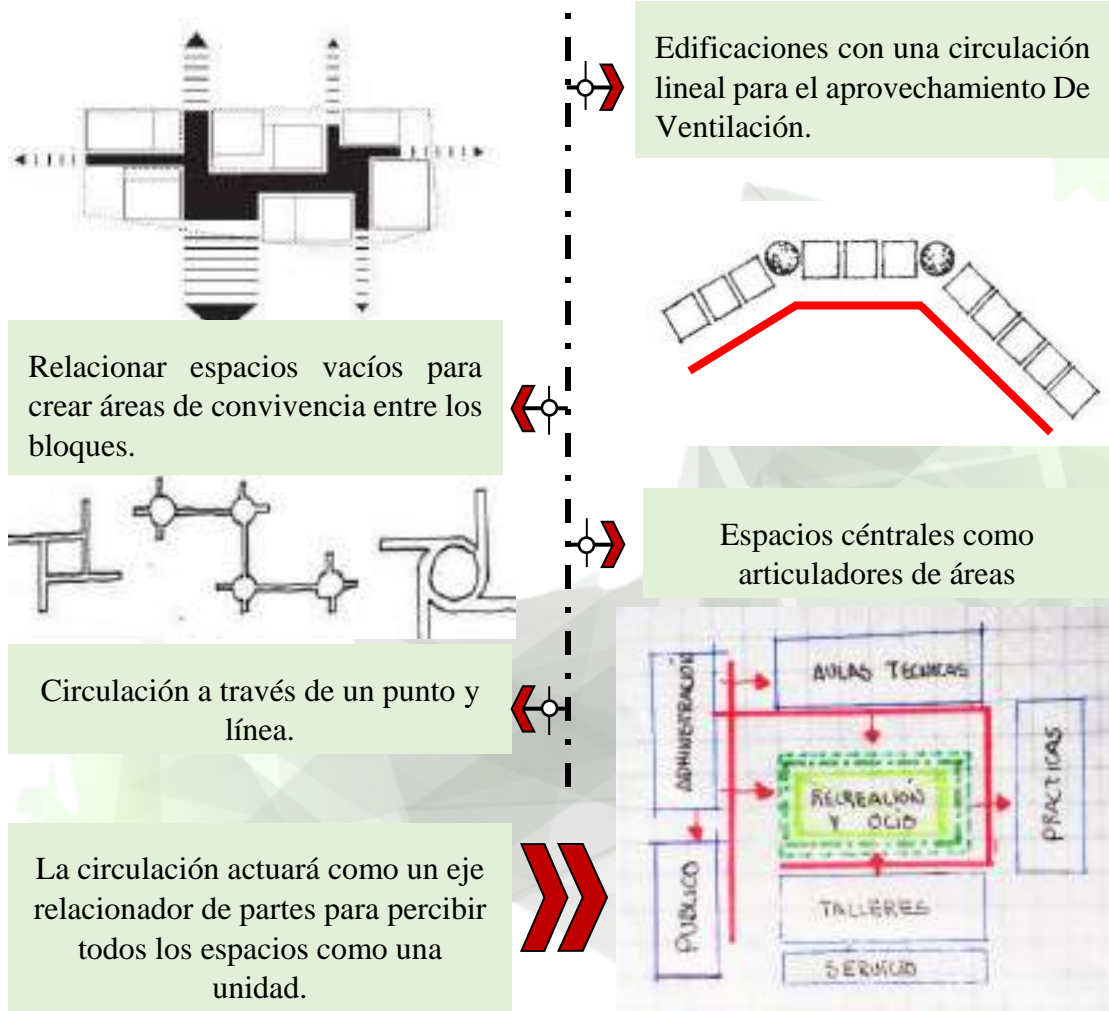 Edificaciones con una circulación
lineal para el aprovechamiento De
Ventilación.
Relacionar espacios vacíos para
crear áreas de convivencia entre los
bloques.
Espacios céntrales como
articuladores de áreas
Circulación a través de un punto y
línea.
La circulación actuará como un eje
relacionador de partes para percibir
todos los espacios como una
unidad.
ADMINISTRACIÓN
AULAS TECNICAS
RECREACIÓN
Y OCIO
PRACTICAS
PUBLICO
TALLERES
SERVICIO